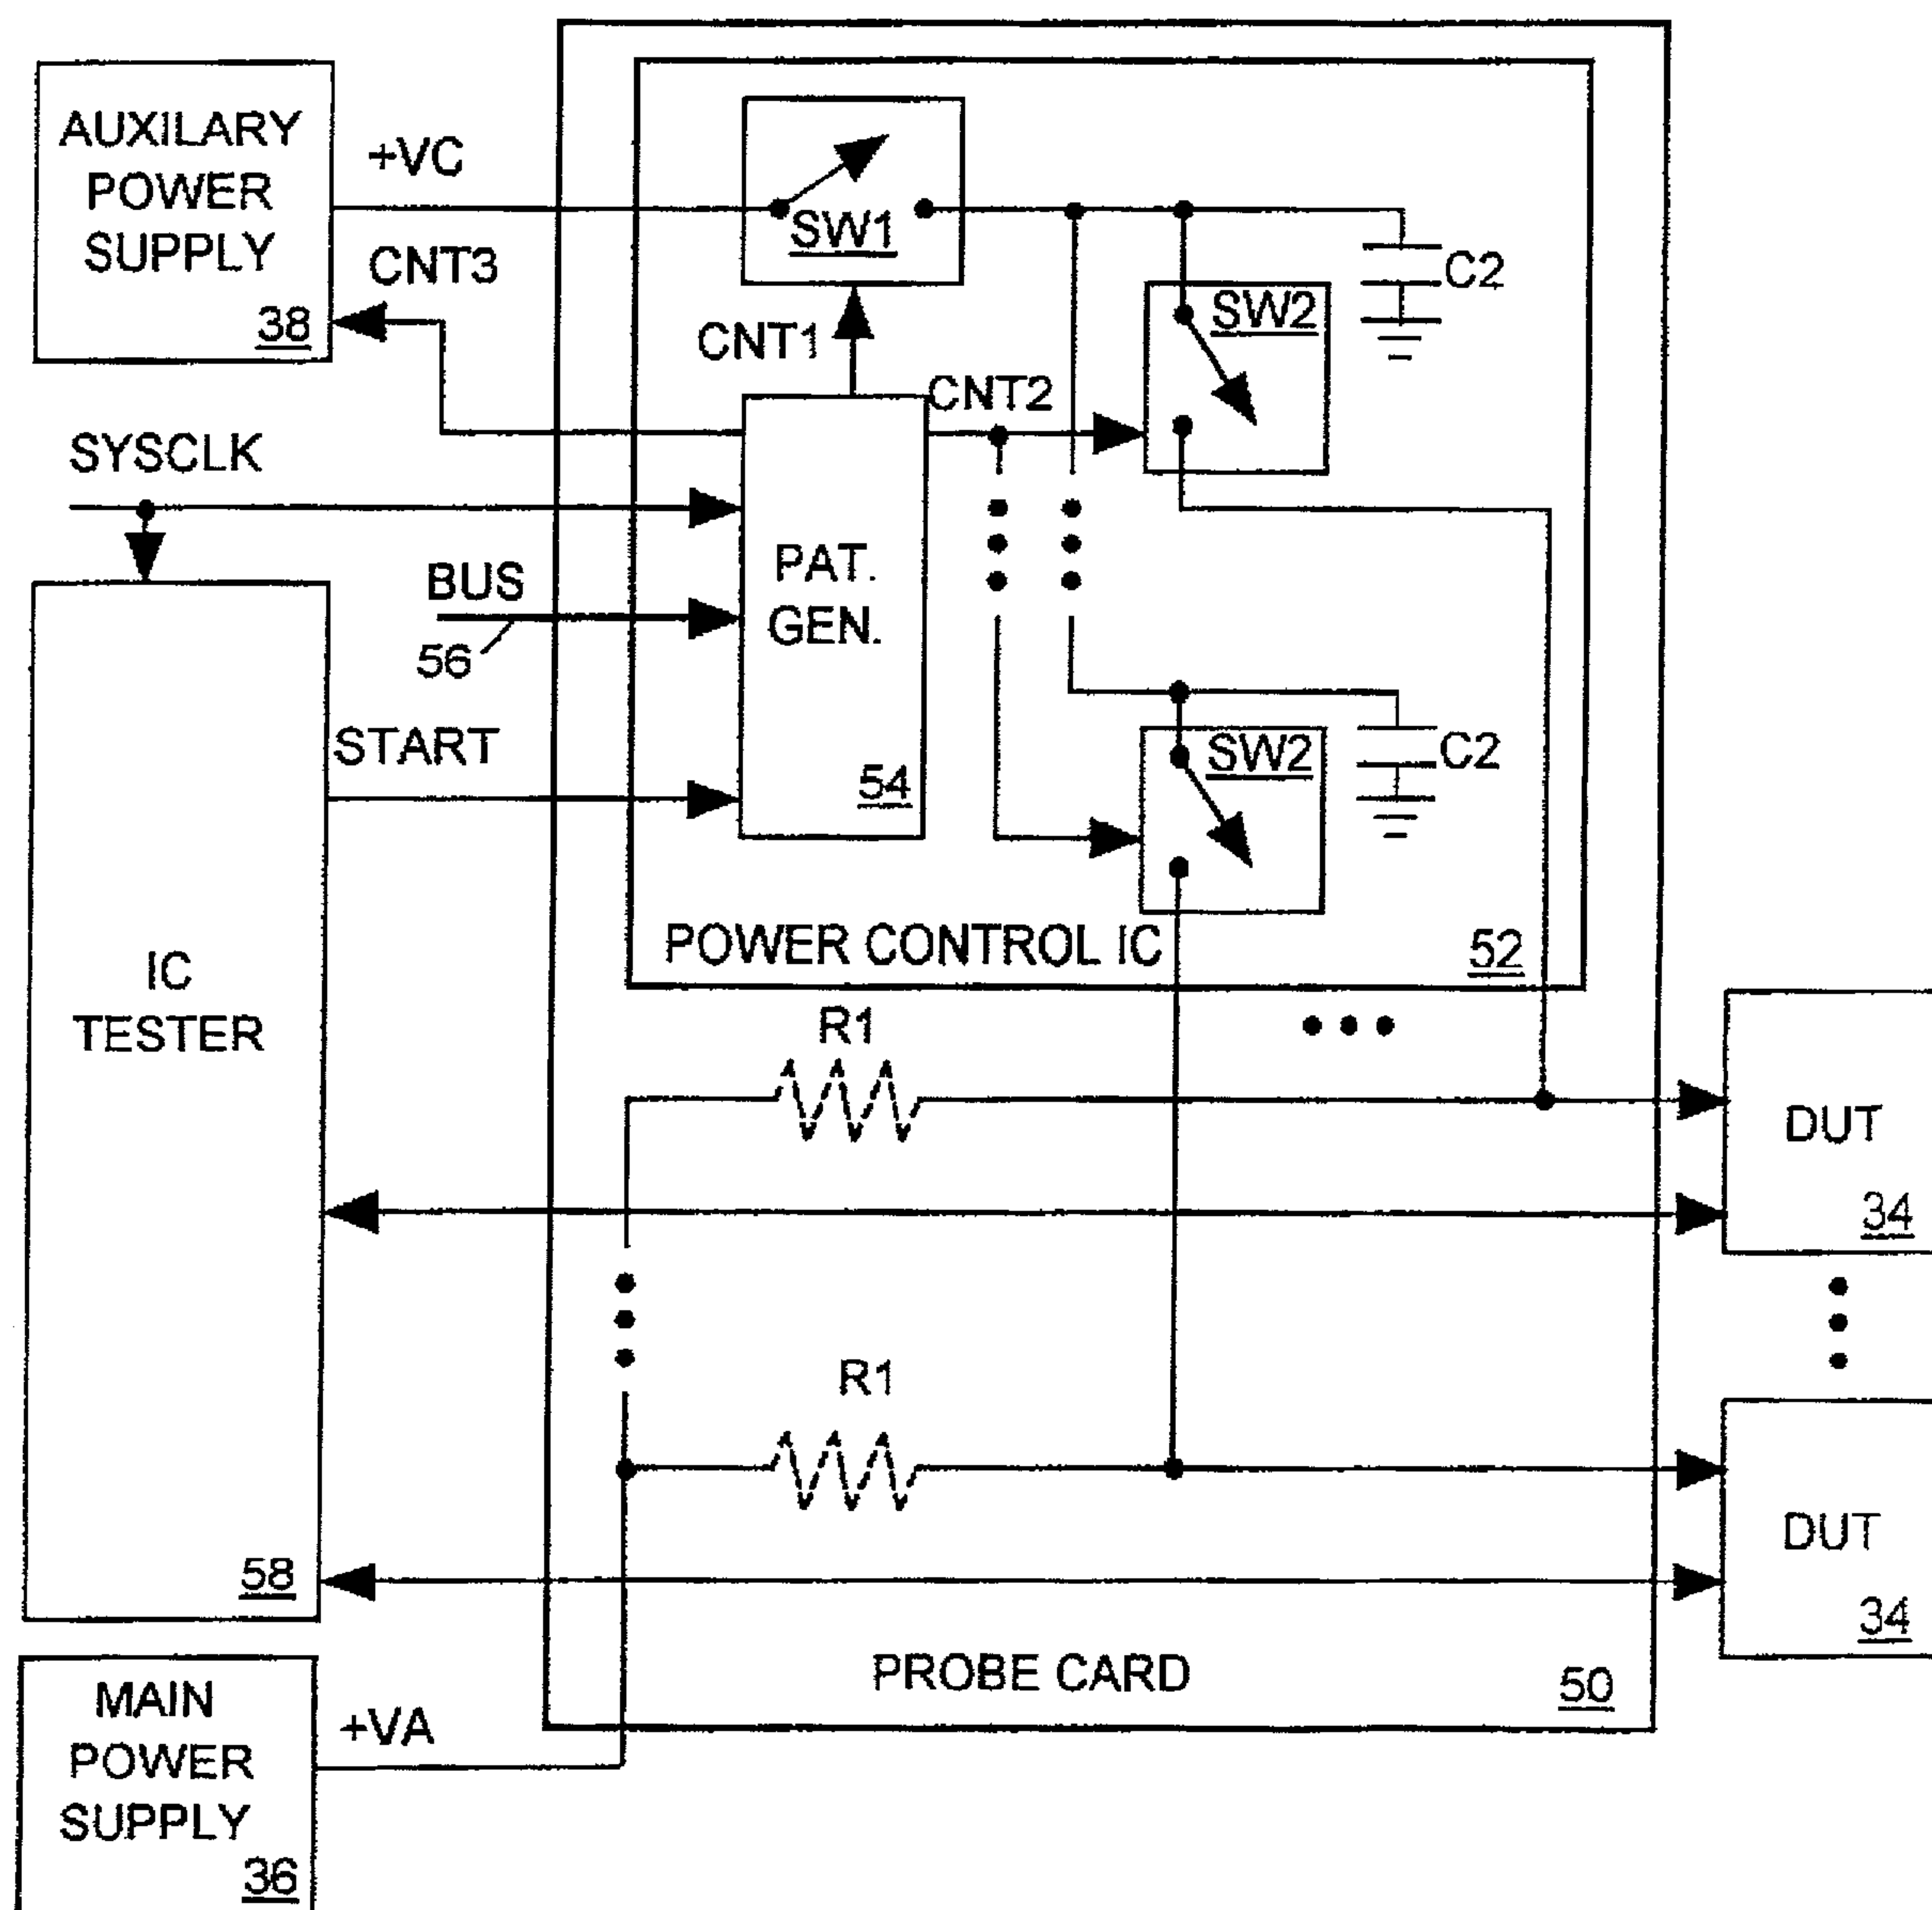 AUXILARY
POWER
SUPPLY
38
+VC
CNT3
SW1
CNT1
CNT2
SW2
C2
SYSCLK
BUS
56
START
PAT.
GEN.
54
SW2
C2
POWER CONTROL IC
52
IC
TESTER
58
R1
R1
DUT
34
DUT
34
PROBE CARD
50
MAIN
POWER
SUPPLY
36
+VA